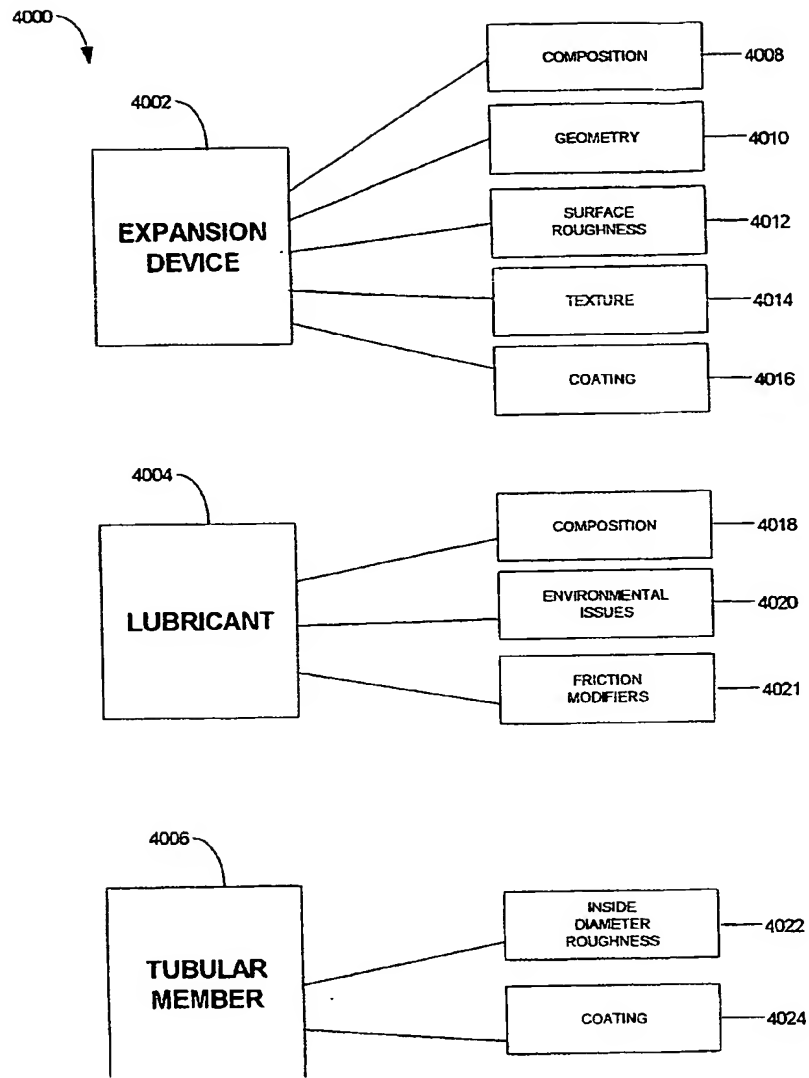 4000
4002
EXPANSION
DEVICE
COMPOSITION
4008
GEOMETRY
4010
SURFACE
ROUGHNESS
4012
TEXTURE
4014
COATING
4016
4004
LUBRICANT
COMPOSITION
4018
ENVIRONMENTAL
ISSUES
4020
FRICTION
MODIFIERS
4021
4006
TUBULAR
MEMBER
INSIDE
DIAMETER
ROUGHNESS
4022
COATING
4024